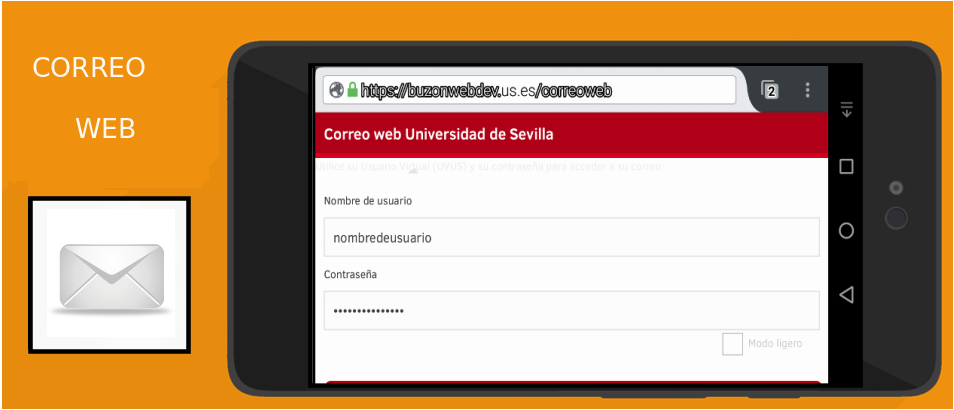 CORREO
WEB
https://buzonwebdev.us.es/correoweb
2
Correo web Universidad de Sevilla
Utilice su Usuario Virtual (UVUS) y su contraseña para acceder a su correo.
Nombre de usuario
nombredeusuario
Contraseña
•••••••••••••••
Modo ligero